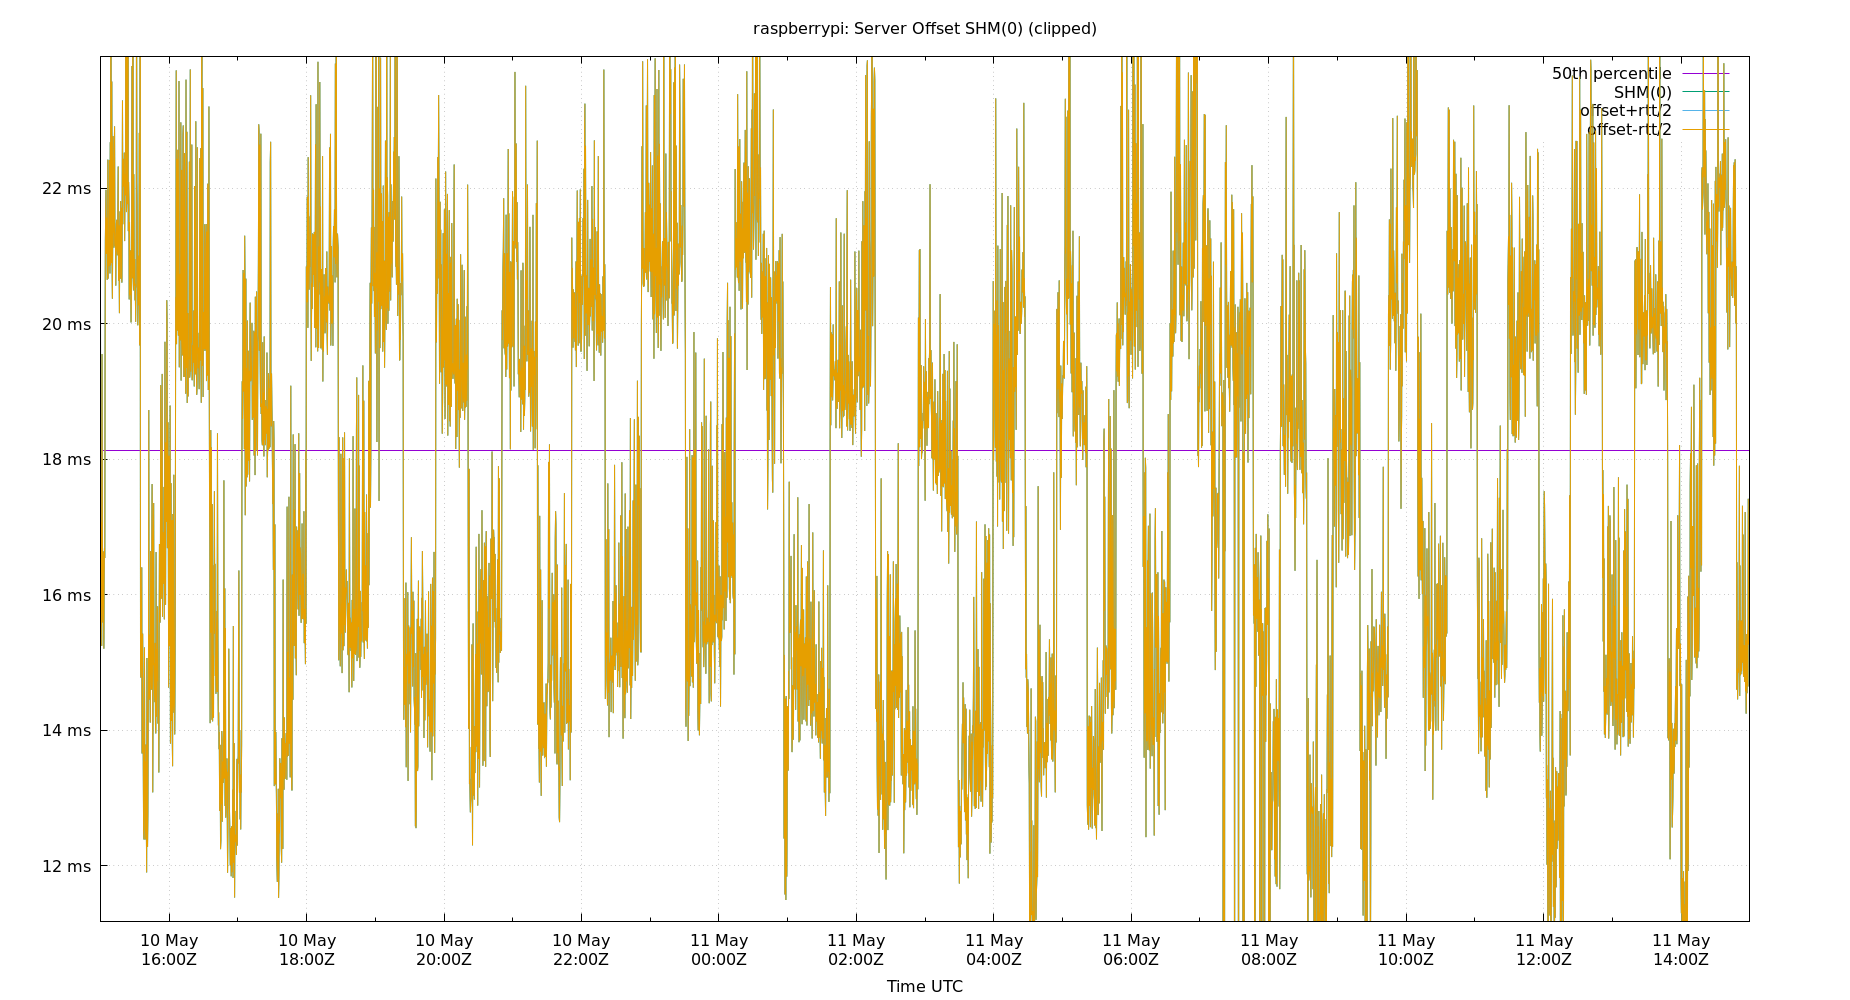 raspberrypi: Server Offset SHM(0) (clipped)
50th percentile
SHM(0)
offset+rtt/2
offset-rtt/2
22 ms
20 ms
18 ms
16 ms
14 ms
12 ms
10 May 10 May 10 May 10 May 11 May 11 May 11 May 11 May 11 May 11 May 11 May 11 May
16:00Z 18:00Z 20:00Z 22:00Z 00:00Z 02:00Z 04:00Z 06:00Z 08:00Z 10:00Z 12:00Z 14:00Z
Time UTC